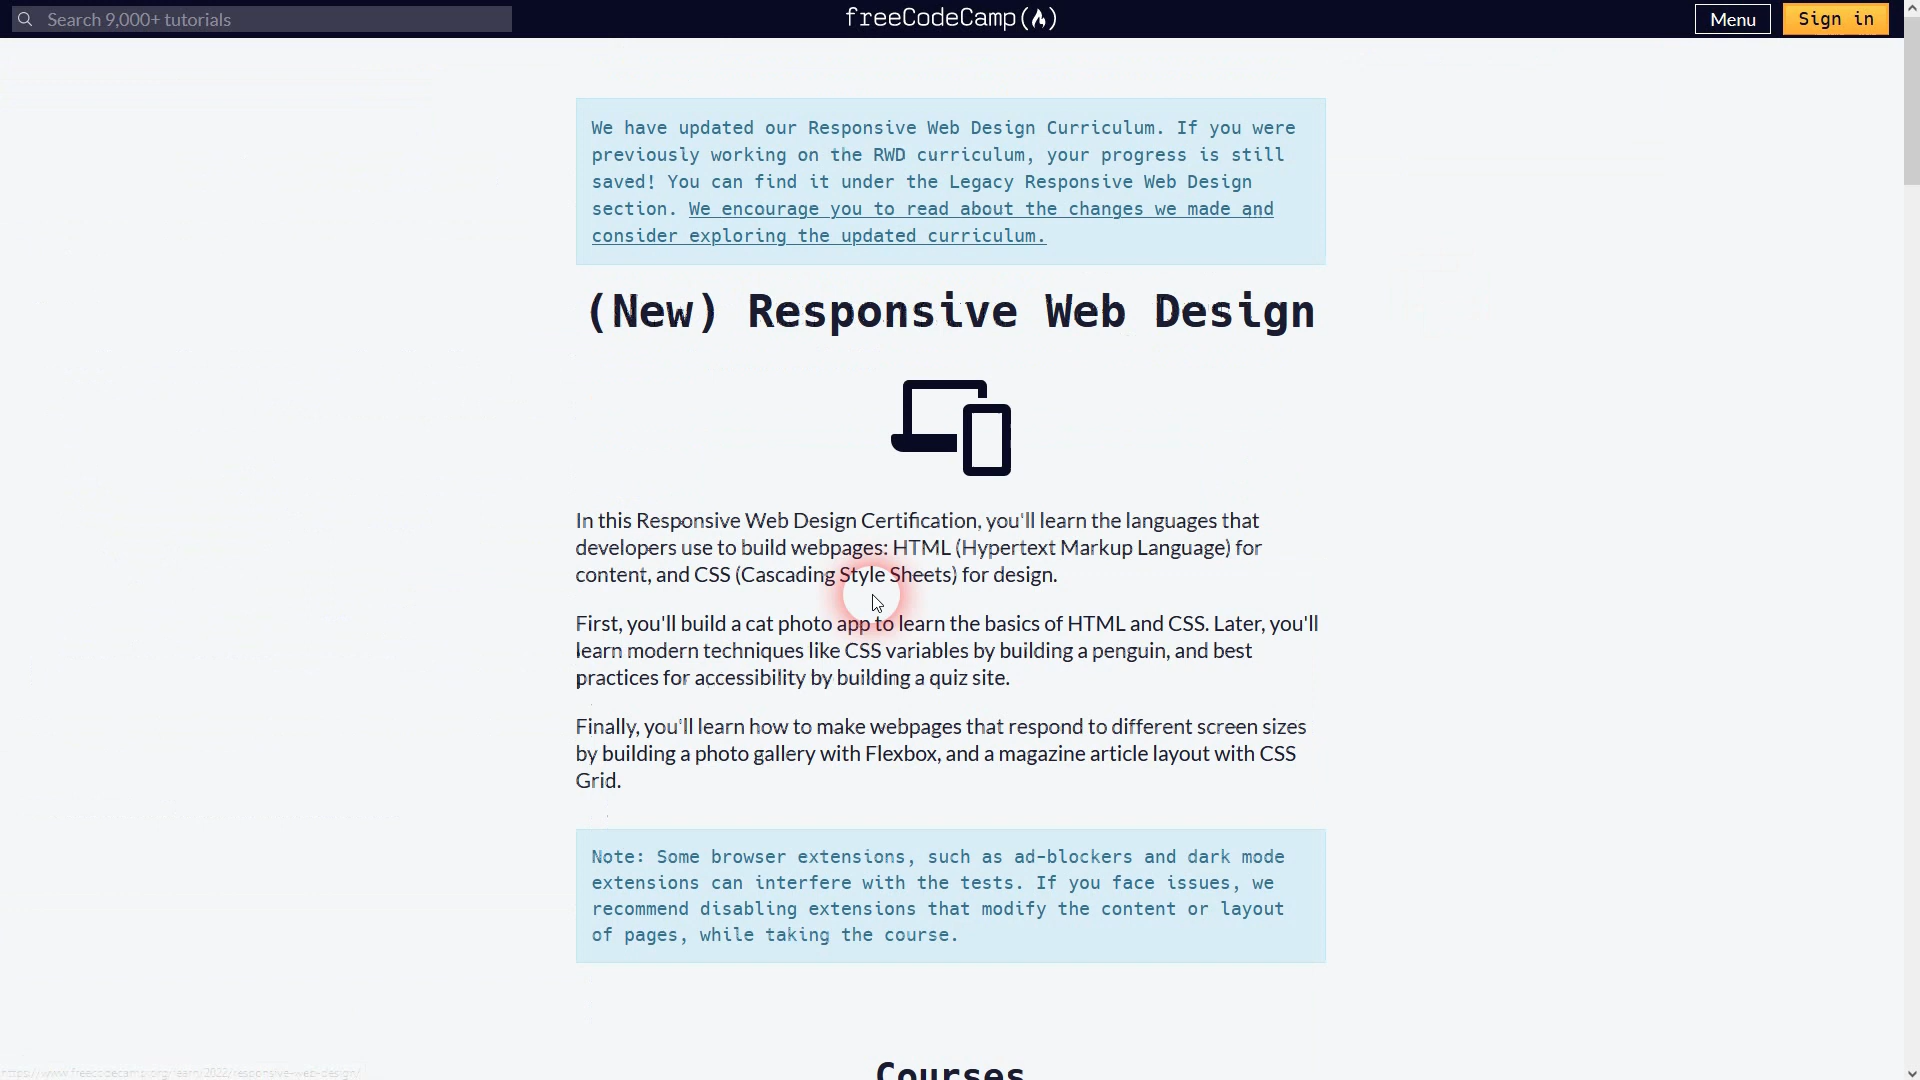 Search 9,000+ tutorials
freeCodeCamp
Menu
Sign in
We have updated our Responsive Web Design Curriculum. If you were
previously working on the RWD curriculum, your progress is still
saved! You can find it under the Legacy Responsive Web Design
section. We encourage you to read about the changes we made and
consider exploring the updated curriculum.
(New) Responsive Web Design
In this Responsive Web Design Certification, you'll learn the languages that
developers use to build webpages: HTML (Hypertext Markup Language) for
content, and CSS (Cascading Style Sheets) for design.
First, you'll build a cat photo app to learn the basics of HTML and CSS. Later, you'll
learn modern techniques like CSS variables by building a penguin, and best
practices for accessibility by building a quiz site.
Finally, you'll learn how to make webpages that respond to different screen sizes
by building a photo gallery with Flexbox, and a magazine article layout with CSS
Grid.
Note: Some browser extensions, such as ad-blockers and dark mode
extensions can interfere with the tests. If you face issues, we
recommend disabling extensions that modify the content or layout
of pages, while taking the course.
Courses
https://www.freecodecamp.org/learn/2022/responsive-web-design/